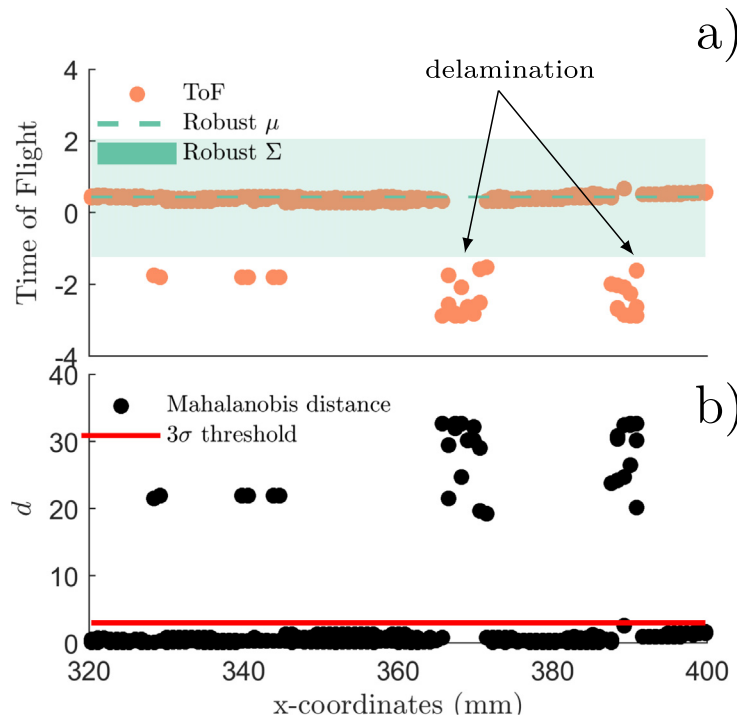 a)
delamination
4
2
0
-2
-4
Time of Flight
ToF
Robust μ
Robust Σ
b)
40
30
20
10
0
d
Mahalanobis distance
3σ threshold
320
340
360
380
400
x-coordinates (mm)